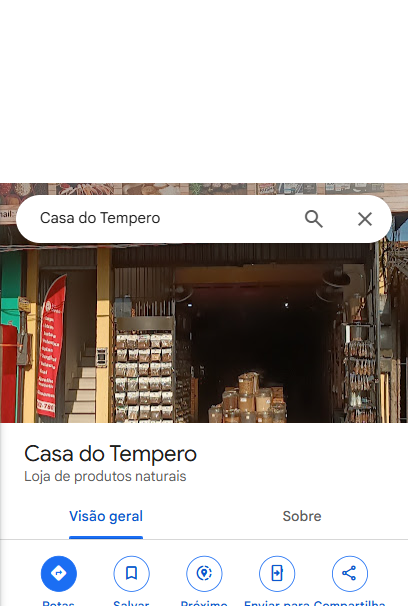 Casa do Tempero
Casa do Tempero
Loja de produtos naturais
Visão geral
Sobre
Rotas
Salvar
Próximo
Enviar para
Compartilha